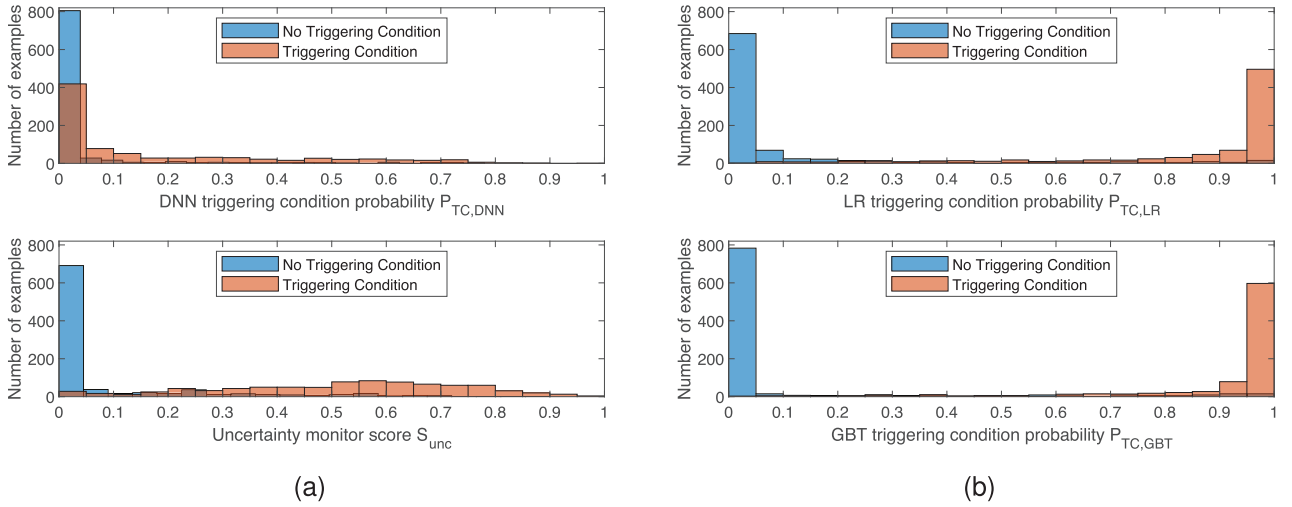 Number of examples
800
600
400
200
0
No Triggering Condition
Triggering Condition
0 0.1 0.2 0.3 0.4 0.5 0.6 0.7 0.8 0.9 1
DNN triggering condition probability P_TC,DNN
Number of examples
800
600
400
200
0
No Triggering Condition
Triggering Condition
0 0.1 0.2 0.3 0.4 0.5 0.6 0.7 0.8 0.9 1
Uncertainty monitor score S_unc
(a)
Number of examples
800
600
400
200
0
No Triggering Condition
Triggering Condition
0 0.1 0.2 0.3 0.4 0.5 0.6 0.7 0.8 0.9 1
LR triggering condition probability P_TC,LR
Number of examples
800
600
400
200
0
No Triggering Condition
Triggering Condition
0 0.1 0.2 0.3 0.4 0.5 0.6 0.7 0.8 0.9 1
GBT triggering condition probability P_TC,GBT
(b)